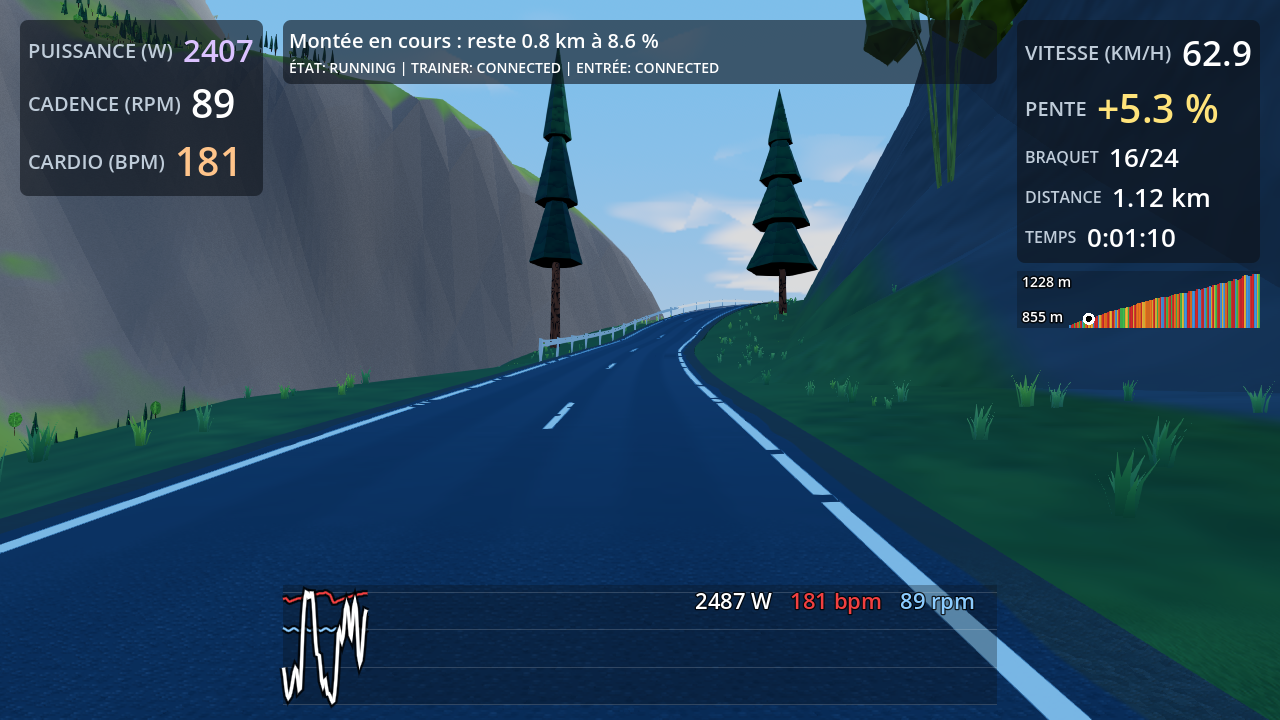 PUISSANCE (W) 2407
CADENCE (RPM) 89
CARDIO (BPM) 181
Montée en cours : reste 0.8 km à 8.6 %
ÉTAT: RUNNING | TRAINER: CONNECTED | ENTRÉE: CONNECTED
VITESSE (KM/H) 62.9
PENTE +5.3 %
BRAQUET 16/24
DISTANCE 1.12 km
TEMPS 0:01:10
1228 m
855 m
2487 W 181 bpm 89 rpm